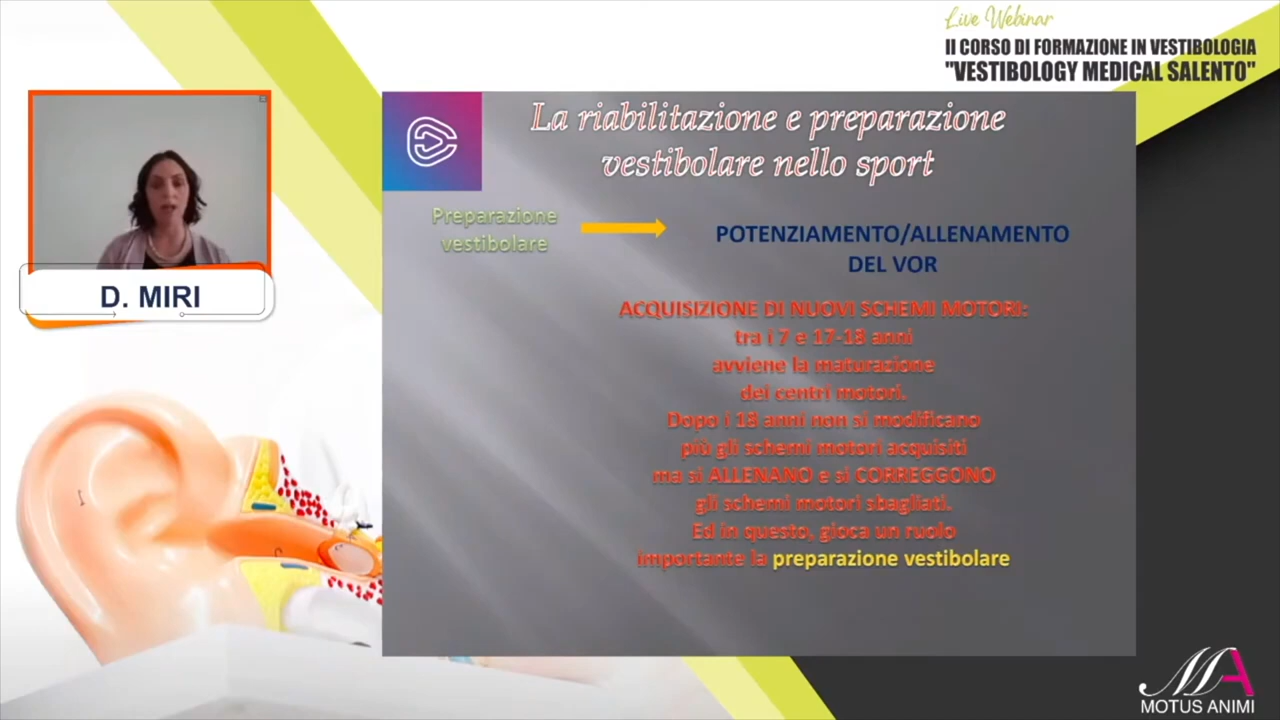 Live Webinar
II CORSO DI FORMAZIONE IN VESTIBOLOGIA
"VESTIBOLOGY MEDICAL SALENTO"
D. MIRI
La riabilitazione e preparazione
vestibolare nello sport
Preparazione
vestibolare
POTENZIAMENTO/ALLENAMENTO
DEL VOR
ACQUISIZIONE DI NUOVI SCHEMI MOTORI:
tra i 7 e 17-18 anni
avviene la maturazione
dei centri motori.
Dopo i 18 anni non si modificano
più gli schemi motori acquisiti
ma si ALLENANO e si CORREGGONO
gli schemi motori sbagliati.
Ed in questo, gioca un ruolo
importante la preparazione vestibolare
MA
MOTUS ANIMI